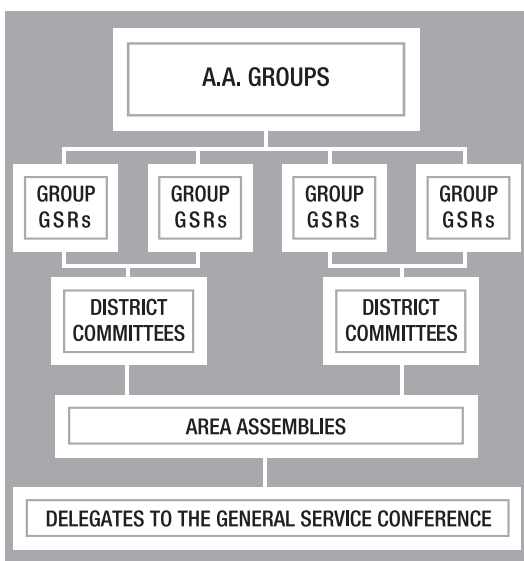 A.A. GROUPS
GROUP
GSRs
GROUP
GSRs
GROUP
GSRs
GROUP
GSRs
DISTRICT
COMMITTEES
DISTRICT
COMMITTEES
AREA ASSEMBLIES
DELEGATES TO THE GENERAL SERVICE CONFERENCE